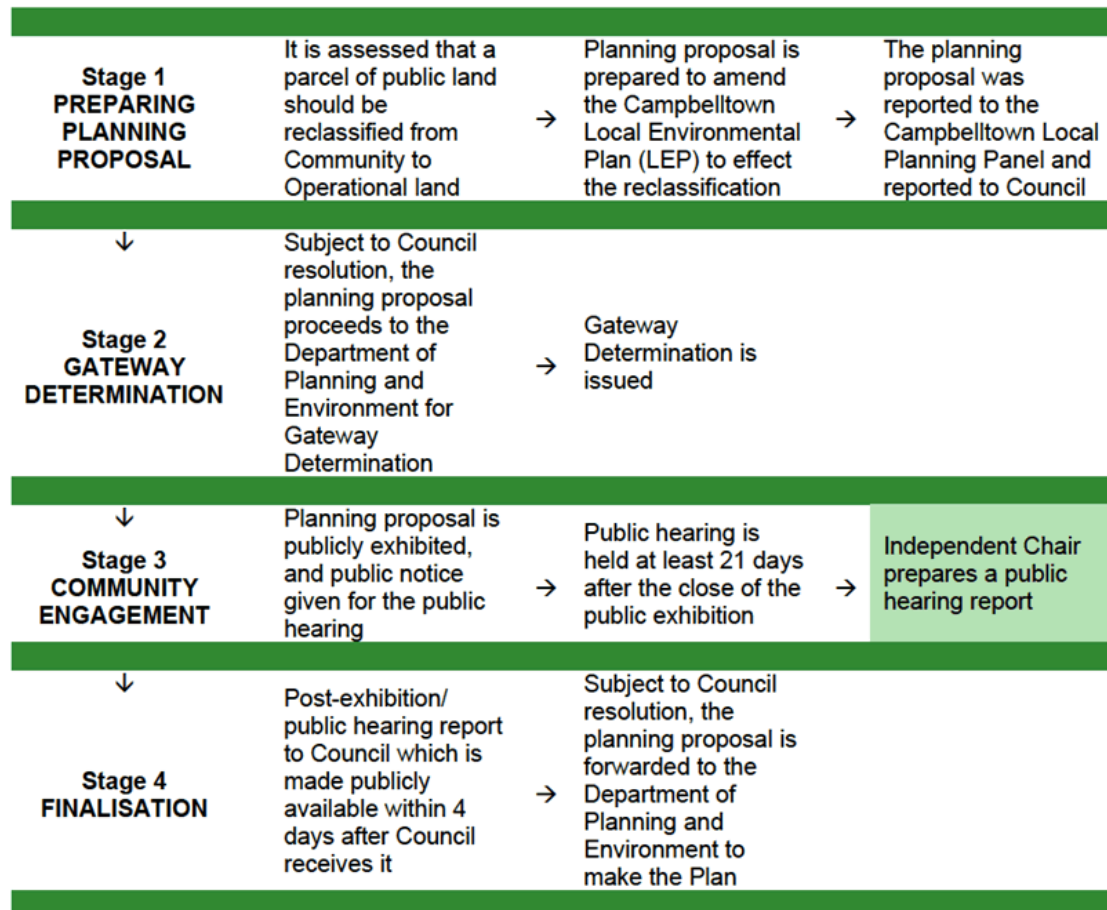 Stage 1
PREPARING
PLANNING
PROPOSAL
It is assessed that a
parcel of public land
should be
reclassified from
Community to
Operational land
→
Planning proposal is
prepared to amend
the Campbelltown
Local Environmental
Plan (LEP) to effect
the reclassification
→
The planning
proposal was
reported to the
Campbelltown Local
Planning Panel and
reported to Council
↓
Stage 2
GATEWAY
DETERMINATION
Subject to Council
resolution, the
planning proposal
proceeds to the
Department of
Planning and
Environment for
Gateway
Determination
→
Gateway
Determination is
issued
↓
Stage 3
COMMUNITY
ENGAGEMENT
Planning proposal is
publicly exhibited,
and public notice
given for the public
hearing
→
Public hearing is
held at least 21 days
after the close of the
public exhibition
→
Independent Chair
prepares a public
hearing report
↓
Stage 4
FINALISATION
Post-exhibition/
public hearing report
to Council which is
made publicly
available within 4
days after Council
receives it
→
Subject to Council
resolution, the
planning proposal is
forwarded to the
Department of
Planning and
Environment to
make the Plan